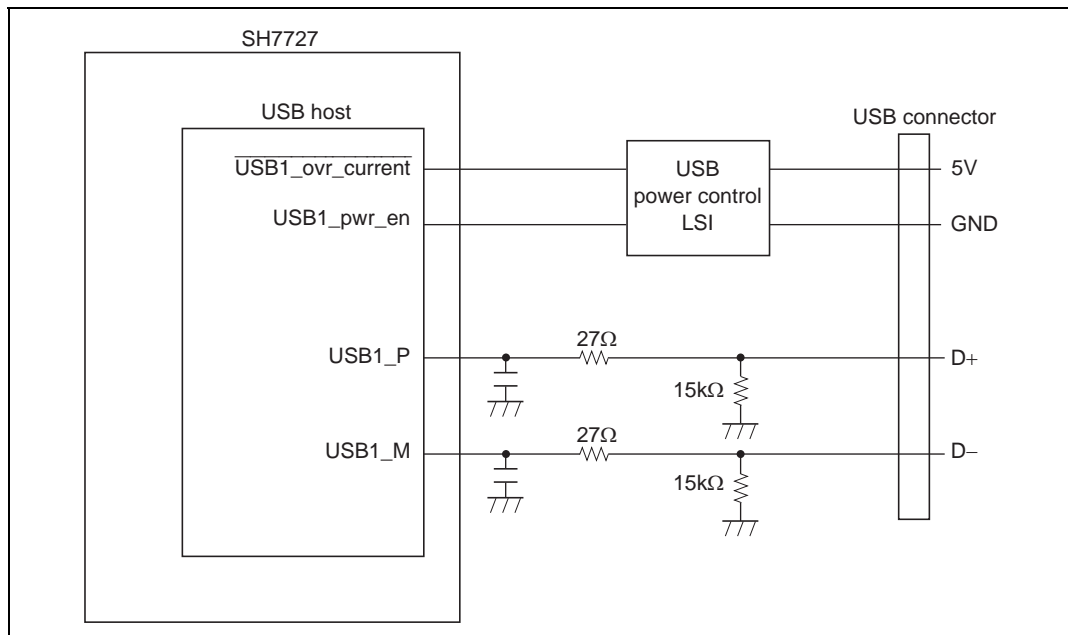 SH7727
USB host
USB connector
USB1_ovr_current
USB
power control
LSI
5V
USB1_pwr_en
GND
27Ω
USB1_P
D+
15kΩ
27Ω
USB1_M
D−
15kΩ